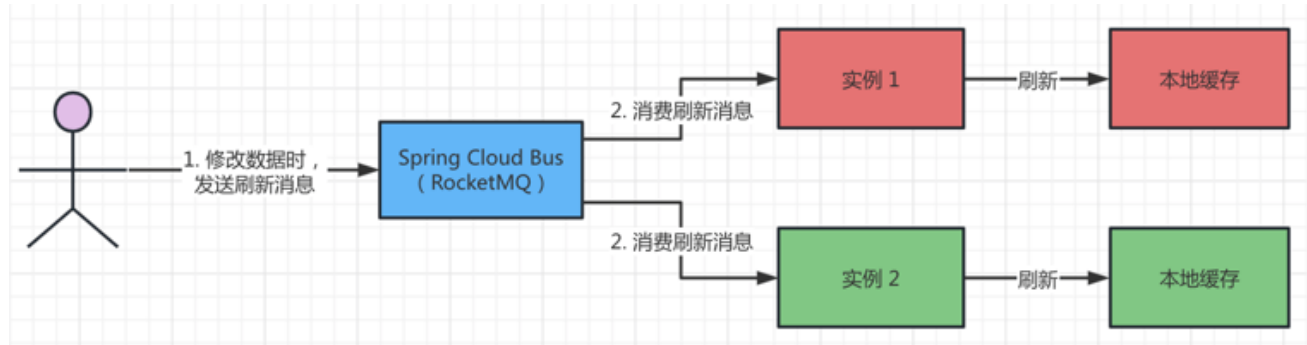 1. 修改数据时，
发送刷新消息
Spring Cloud Bus
（RocketMQ）
2. 消费刷新消息
实例 1
刷新
本地缓存
2. 消费刷新消息
实例 2
刷新
本地缓存